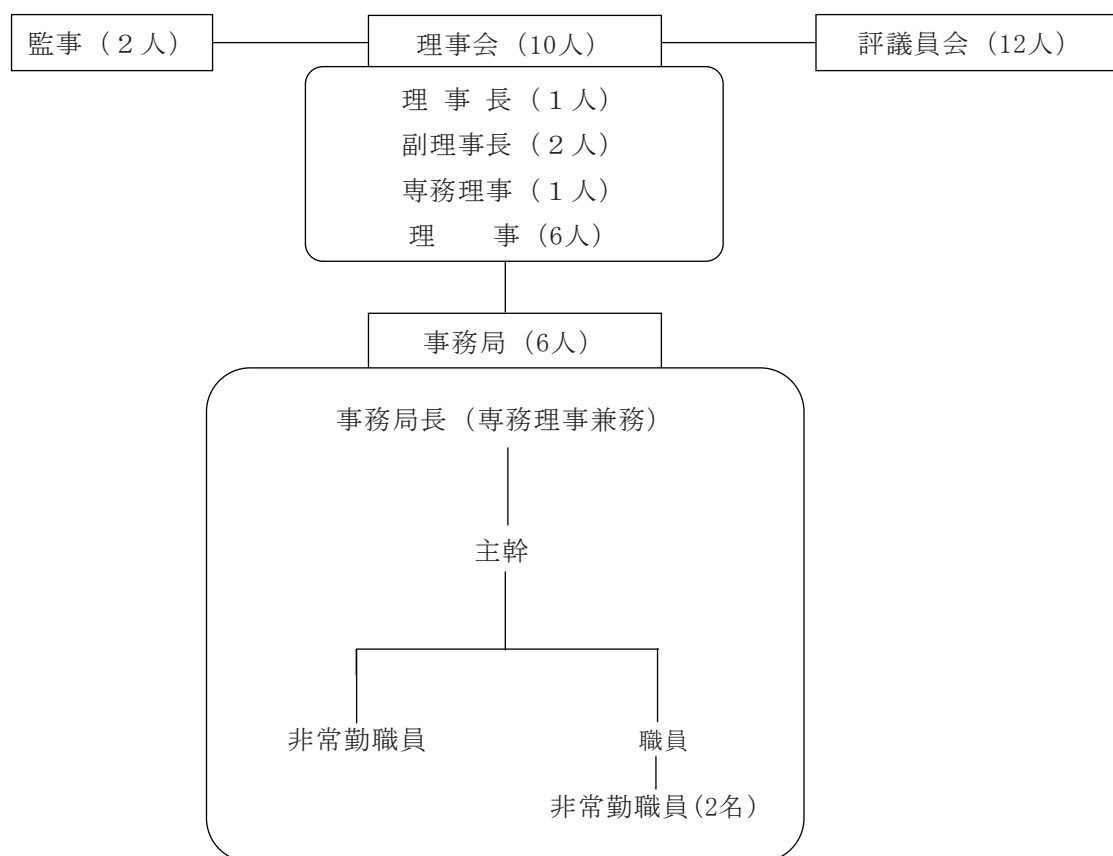 監事（２人）
理事会（10人）
評議員会（12人）
理 事 長（１人）
副理事長（２人）
専務理事（１人）
理　　事（6人）
事務局（6人）
事務局長（専務理事兼務）
主幹
非常勤職員
職員
非常勤職員(2名)